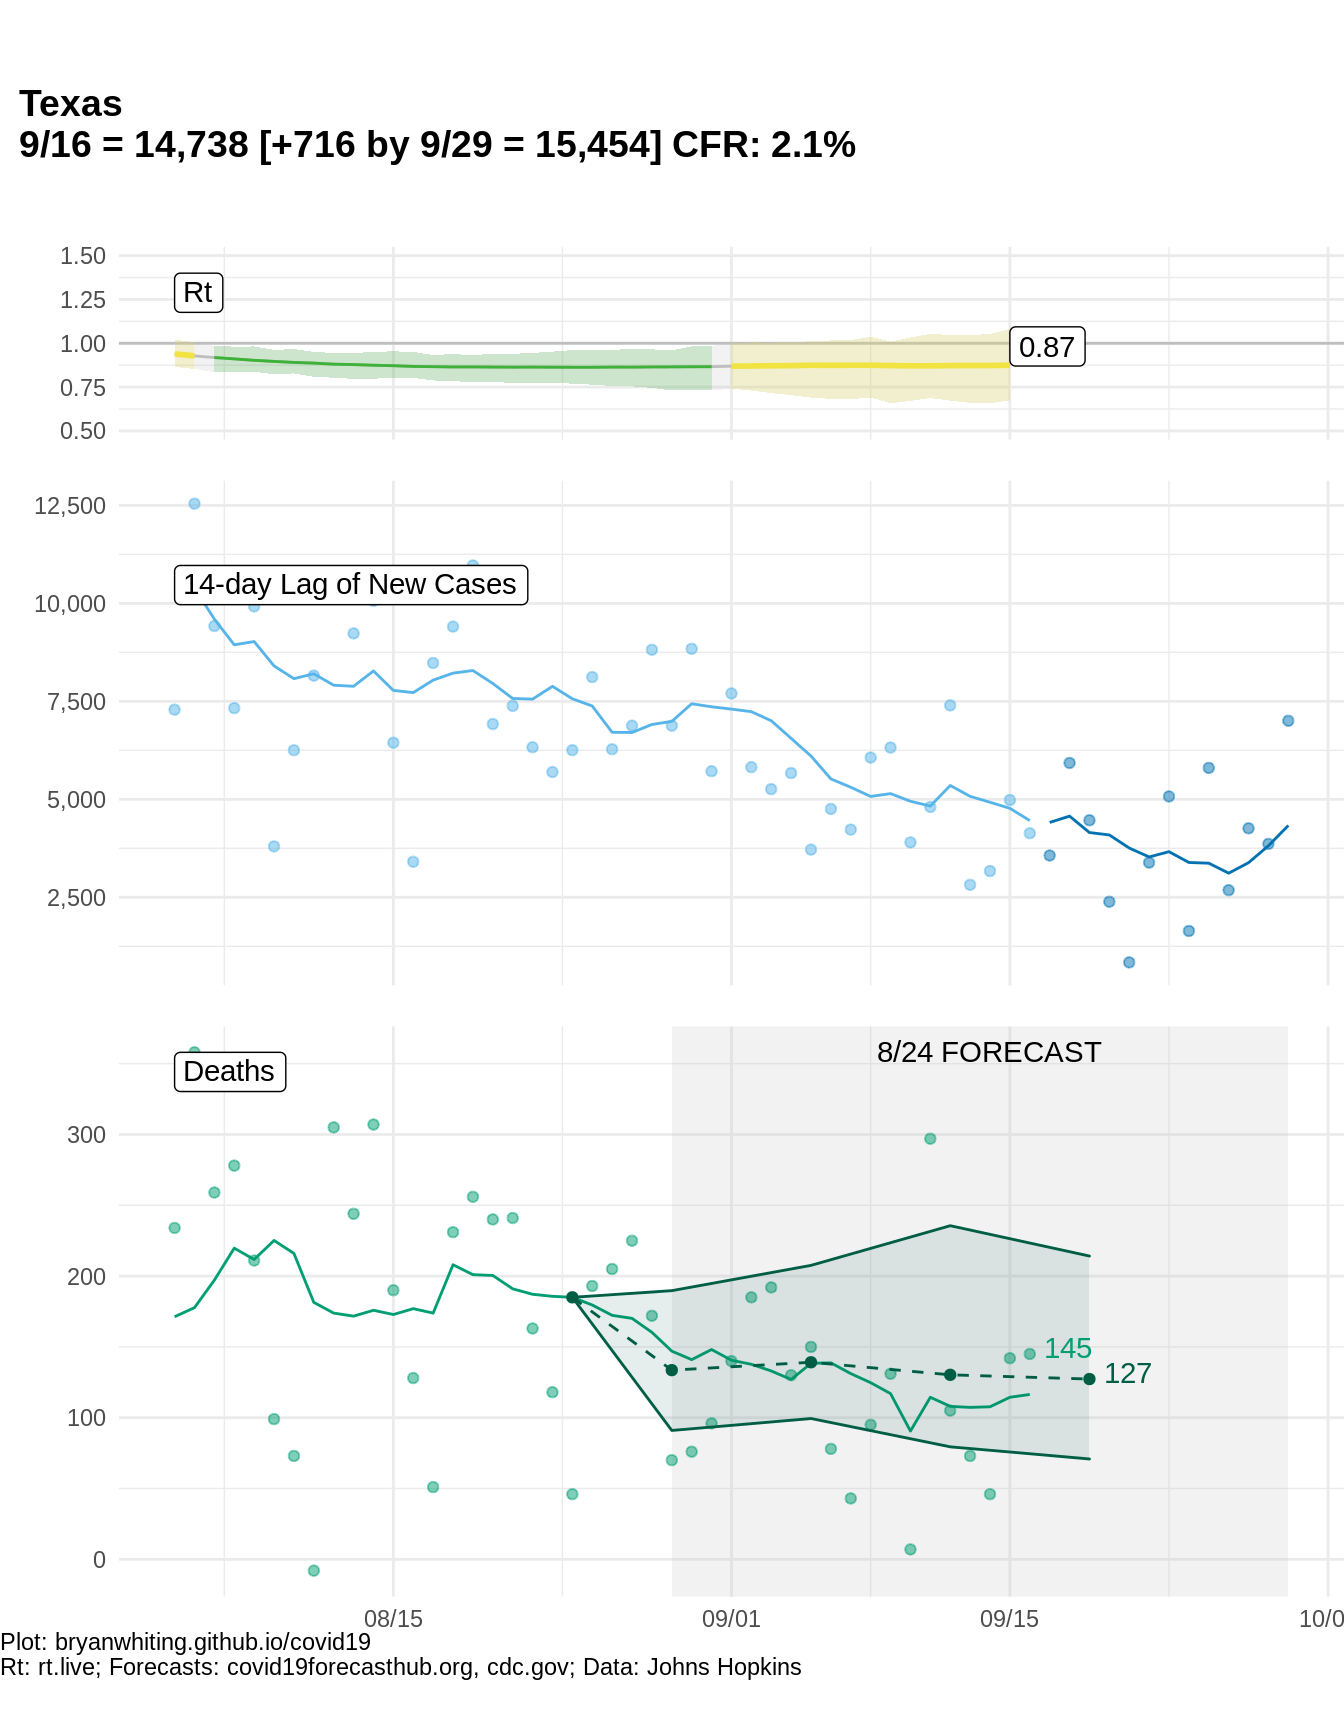 Texas
9/16 = 14,738 [+716 by 9/29 = 15,454] CFR: 2.1%
1.50
Rt
1.25
1.00
0.87
0.75
0.50
12,500
14-day Lag of New Cases
10,000
7,500
5,000
2,500
8/24 FORECAST
Deaths
300
200
145
127
100
0
08/15 09/01 09/15 10/0
Plot: bryanwhiting.github.io/covid19
Rt: rt.live; Forecasts: covid19forecasthub.org, cdc.gov; Data: Johns Hopkins